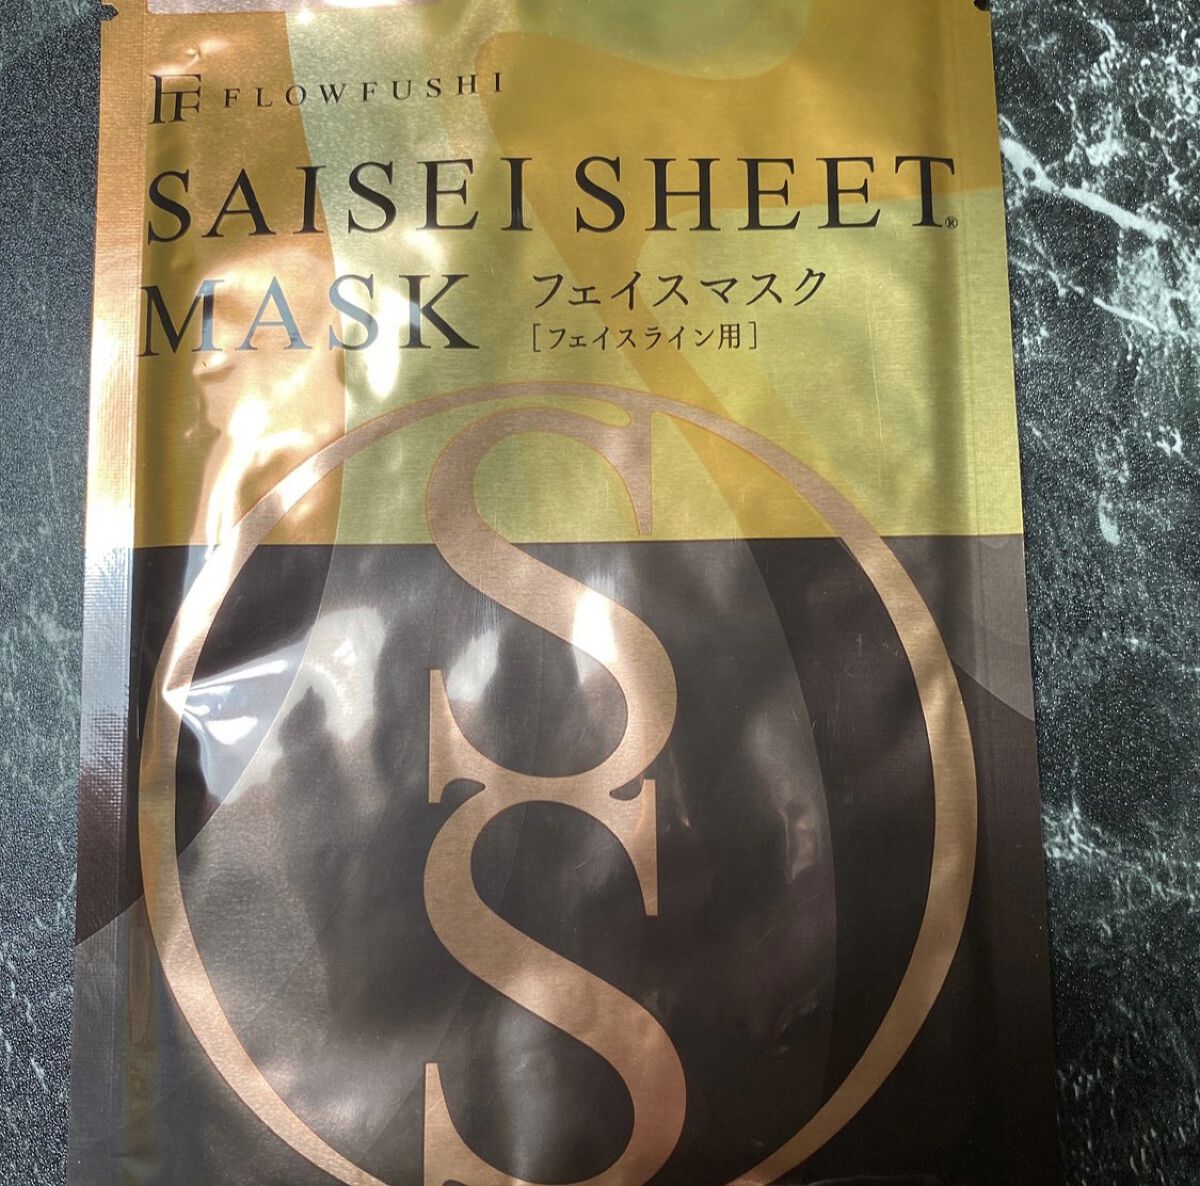 FF FLOWFUSHI
SAISEI SHEET®
MASK フェイスマスク
[フェイスライン用]
SS